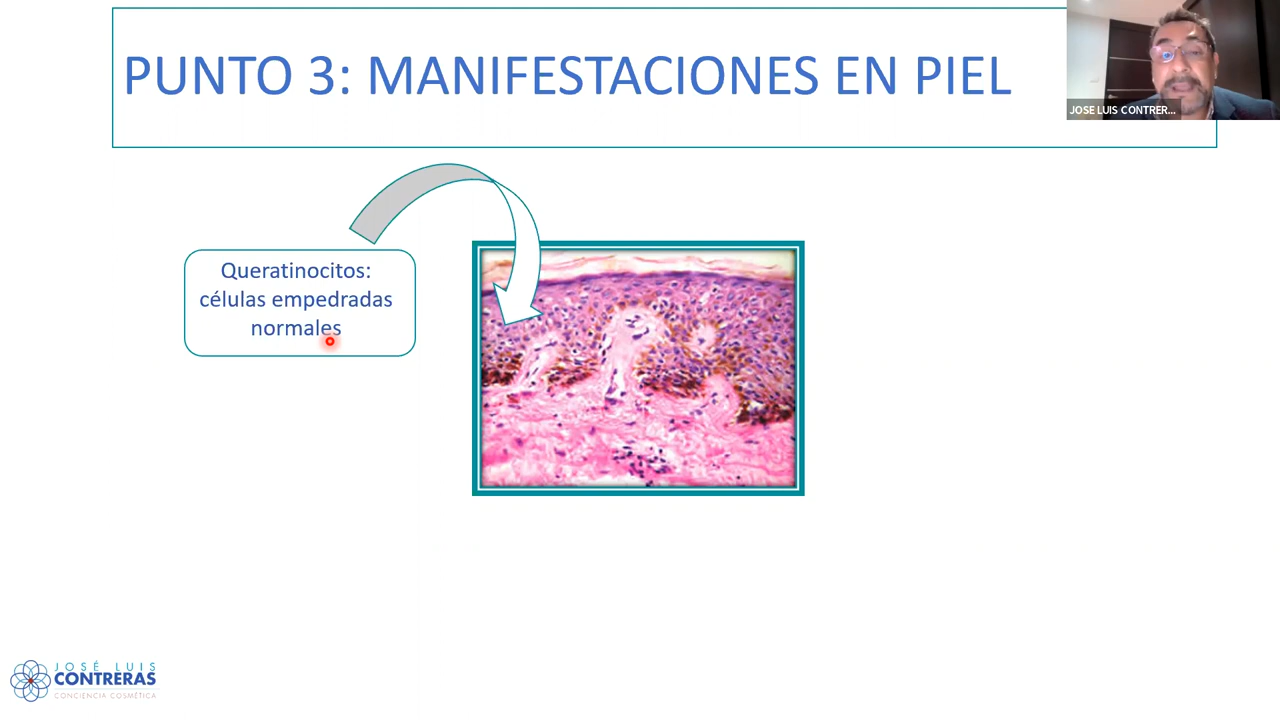 PUNTO 3: MANIFESTACIONES EN PIEL
JOSE LUIS CONTRER...
Queratinocitos:
células empedradas
normales
JOSÉ LUIS
CONTRERAS
CONCIENCIA COSMÉTICA